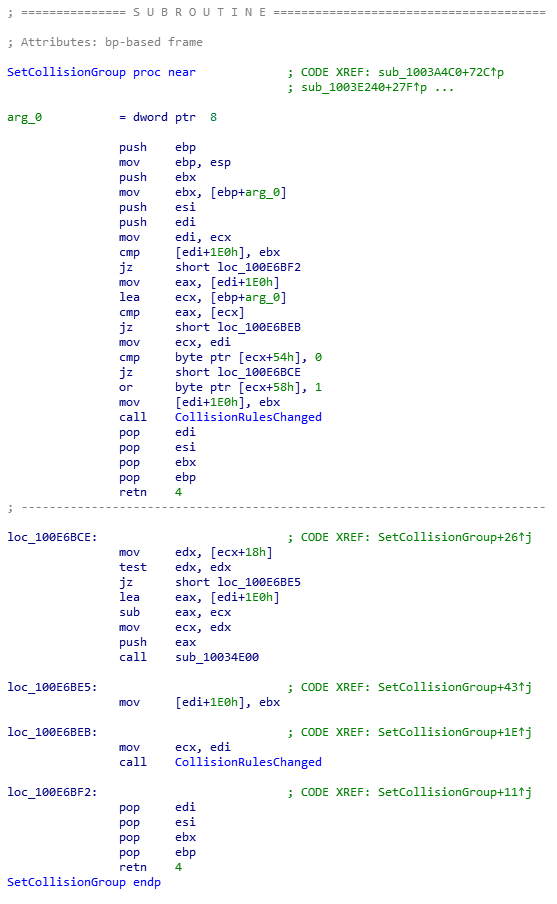 ; =============== S U B R O U T I N E =======================================
; Attributes: bp-based frame
SetCollisionGroup proc near ; CODE XREF: sub_1003A4C0+72C↑p
; sub_1003E240+27F↑p ...
arg_0 = dword ptr 8
push ebp
mov ebp, esp
push ebx
mov ebx, [ebp+arg_0]
push esi
push edi
mov edi, ecx
cmp [edi+1E0h], ebx
jz short loc_100E6BF2
mov eax, [edi+1E0h]
lea ecx, [ebp+arg_0]
cmp eax, [ecx]
jz short loc_100E6BEB
mov ecx, edi
cmp byte ptr [ecx+54h], 0
jz short loc_100E6BCE
or byte ptr [ecx+58h], 1
mov [edi+1E0h], ebx
call CollisionRulesChanged
pop edi
pop esi
pop ebx
pop ebp
retn 4
; ---------------------------------------------------------------------------
loc_100E6BCE: ; CODE XREF: SetCollisionGroup+26↑j
mov edx, [ecx+18h]
test edx, edx
jz short loc_100E6BE5
lea eax, [edi+1E0h]
sub eax, ecx
mov ecx, edx
push eax
call sub_10034E00
loc_100E6BE5: ; CODE XREF: SetCollisionGroup+43↑j
mov [edi+1E0h], ebx
loc_100E6BEB: ; CODE XREF: SetCollisionGroup+1E↑j
mov ecx, edi
call CollisionRulesChanged
loc_100E6BF2: ; CODE XREF: SetCollisionGroup+11↑j
pop edi
pop esi
pop ebx
pop ebp
retn 4
SetCollisionGroup endp